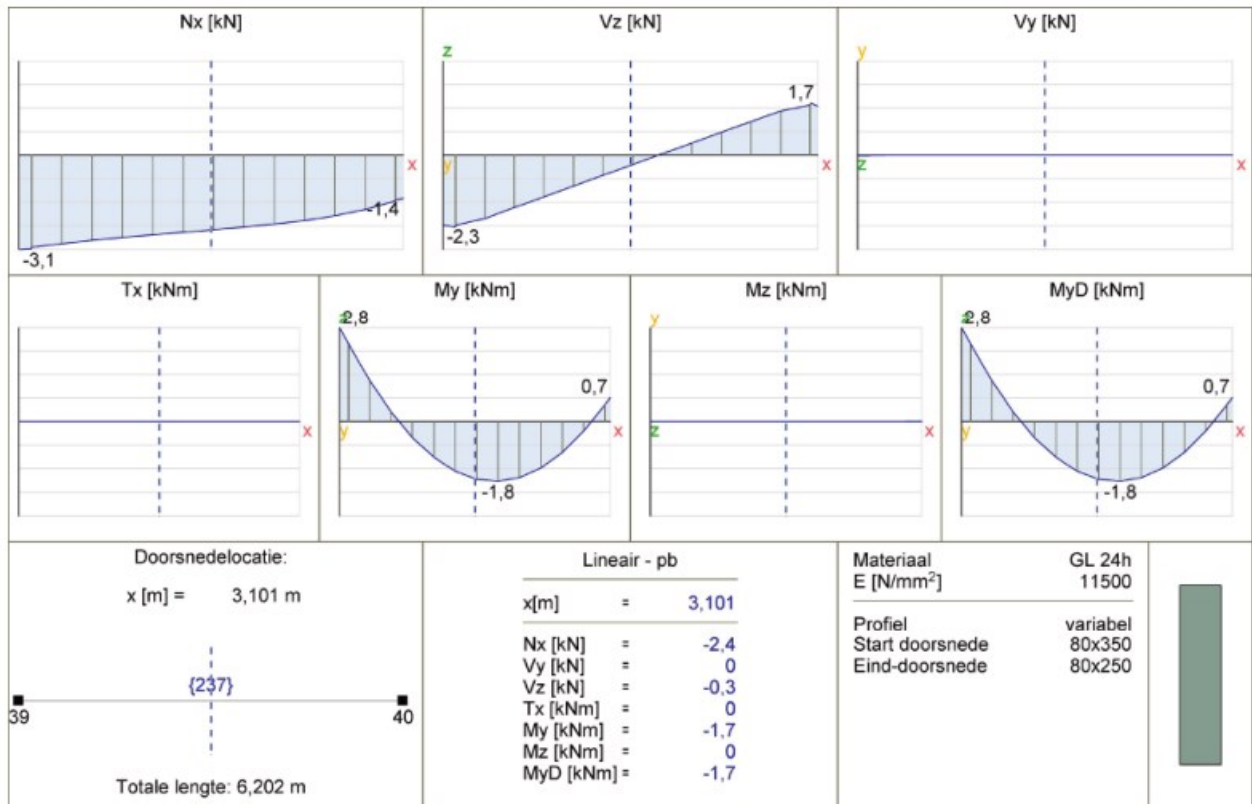 Nx [kN]
x
-1,4
-3,1
Vz [kN]
z
1,7
y
x
-2,3
Vy [kN]
y
z
x
Tx [kNm]
x
My [kNm]
z
2,8
0,7
y
x
-1,8
Mz [kNm]
y
z
x
MyD [kNm]
z
2,8
0,7
y
x
-1,8
Doorsnedelocatie:
x [m] = 3,101 m
{237}
39 40
Totale lengte: 6,202 m
Lineair - pb
x[m] = 3,101
Nx [kN] = -2,4
Vy [kN] = 0
Vz [kN] = -0,3
Tx [kNm] = 0
My [kNm] = -1,7
Mz [kNm] = 0
MyD [kNm] = -1,7
Materiaal GL 24h
E [N/mm²] 11500
Profiel variabel
Start doorsnede 80x350
Eind-doorsnede 80x250